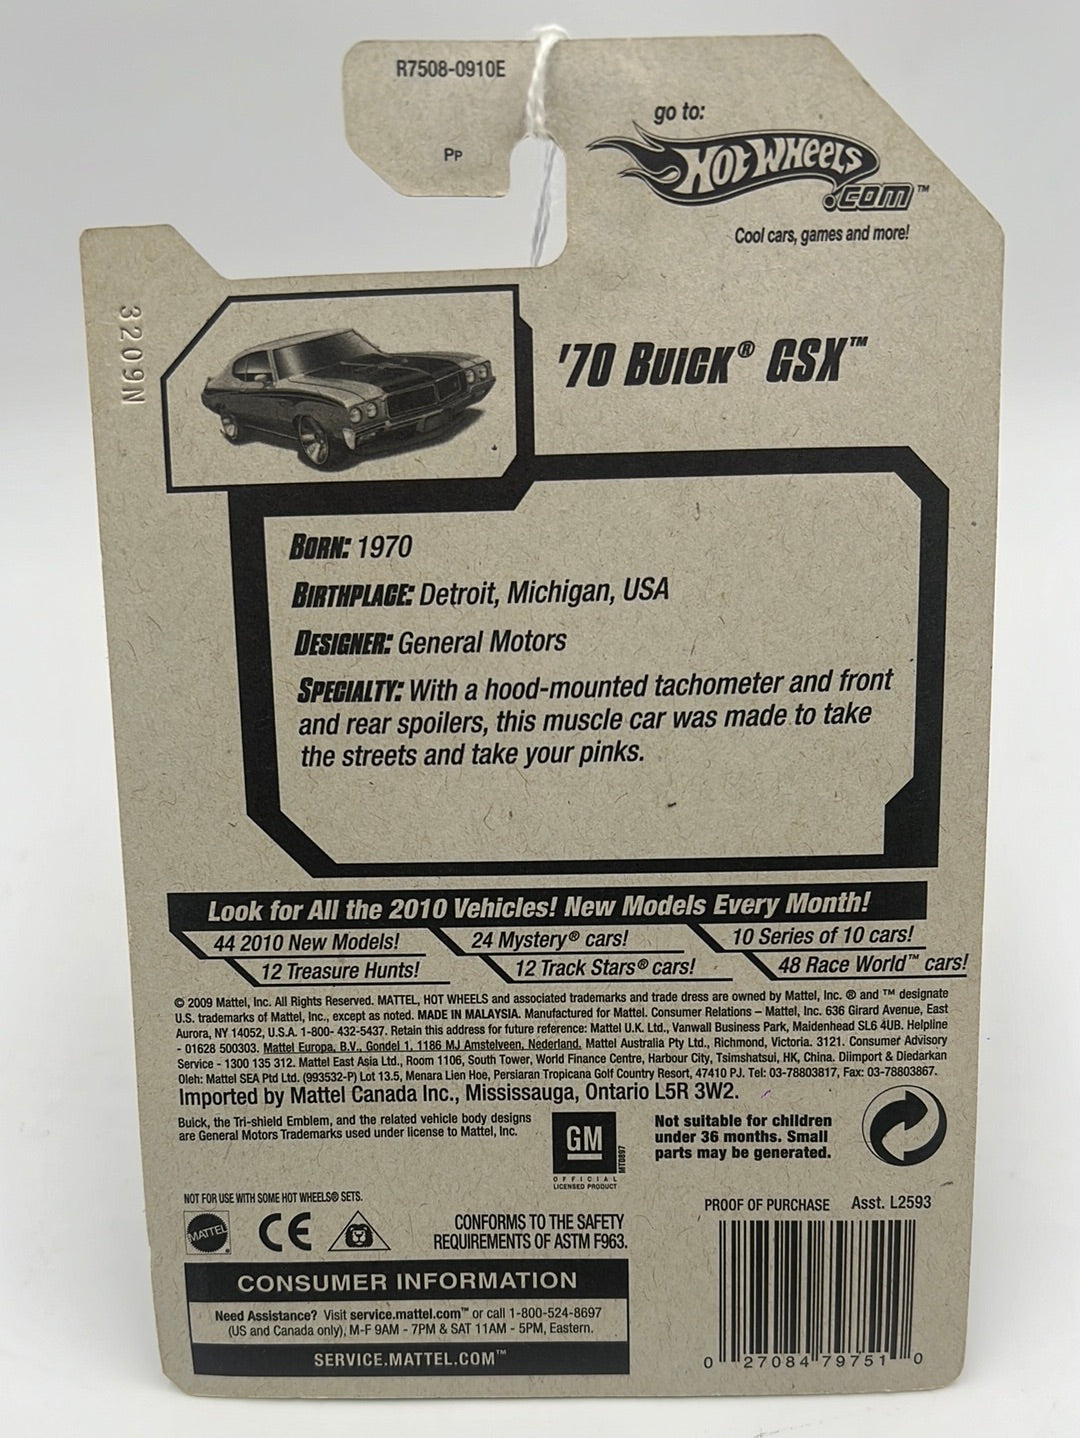 R7508-0910E
PP
go to:
HOT WHEELS
.COM™
Cool cars, games and more!
3209N
'70 BUICK® GSX™
BORN: 1970
BIRTHPLACE: Detroit, Michigan, USA
DESIGNER: General Motors
SPECIALTY: With a hood-mounted tachometer and front
and rear spoilers, this muscle car was made to take
the streets and take your pinks.
Look for All the 2010 Vehicles! New Models Every Month!
44 2010 New Models! 24 Mystery® cars! 10 Series of 10 cars!
12 Treasure Hunts! 12 Track Stars® cars! 48 Race World™ cars!
© 2009 Mattel, Inc. All Rights Reserved. MATTEL, HOT WHEELS and associated trademarks and trade dress are owned by Mattel, Inc. ® and ™ designate
U.S. trademarks of Mattel, Inc., except as noted. MADE IN MALAYSIA. Manufactured for Mattel. Consumer Relations – Mattel, Inc. 636 Girard Avenue, East
Aurora, NY 14052, U.S.A. 1-800- 432-5437. Retain this address for future reference: Mattel U.K. Ltd., Vanwall Business Park, Maidenhead SL6 4UB. Helpline
- 01628 500303. Mattel Europa, B.V., Gondel 1, 1186 MJ Amstelveen, Nederland. Mattel Australia Pty Ltd., Richmond, Victoria. 3121. Consumer Advisory
Service - 1300 135 312. Mattel East Asia Ltd., Room 1106, South Tower, World Finance Centre, Harbour City, Tsimshatsui, HK, China. Diimport & Diedarkan
Oleh: Mattel SEA Ptd Ltd. (993532-P) Lot 13.5, Menara Lien Hoe, Persiaran Tropicana Golf Country Resort, 47410 PJ. Tel: 03-78803817, Fax: 03-78803867.
Imported by Mattel Canada Inc., Mississauga, Ontario L5R 3W2.
Buick, the Tri-shield Emblem, and the related vehicle body designs
are General Motors Trademarks used under license to Mattel, Inc.
GM
MT0897
OFFICIAL
LICENSED PRODUCT
Not suitable for children
under 36 months. Small
parts may be generated.
NOT FOR USE WITH SOME HOT WHEELS® SETS.
MATTEL
CE
CONFORMS TO THE SAFETY
REQUIREMENTS OF ASTM F963.
PROOF OF PURCHASE Asst. L2593
CONSUMER INFORMATION
Need Assistance? Visit service.mattel.com™ or call 1-800-524-8697
(US and Canada only), M-F 9AM - 7PM & SAT 11AM - 5PM, Eastern.
SERVICE.MATTEL.COM™
0 27084 79751 0